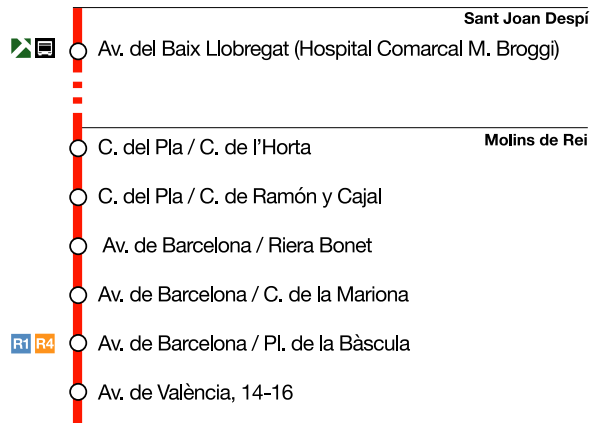 Sant Joan Despí
Av. del Baix Llobregat (Hospital Comarcal M. Broggi)
Molins de Rei
C. del Pla / C. de l'Horta
C. del Pla / C. de Ramón y Cajal
Av. de Barcelona / Riera Bonet
Av. de Barcelona / C. de la Mariona
R1 R4 Av. de Barcelona / Pl. de la Bàscula
Av. de València, 14-16